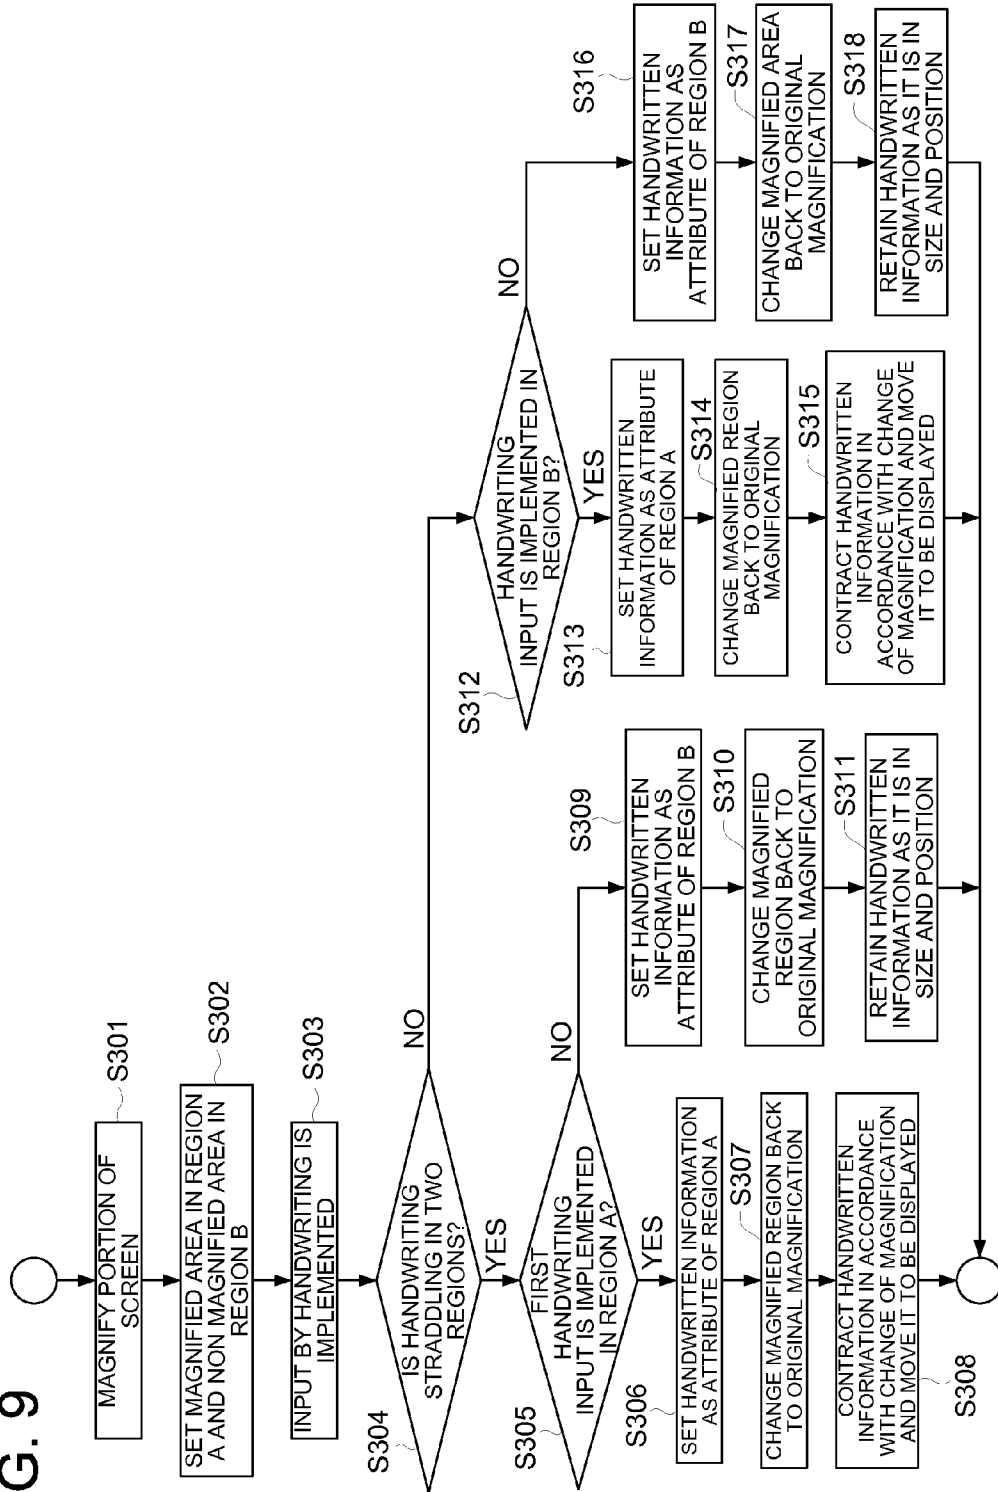 G. 9
MAGNIFY PORTION OF
SCREEN
S301
SET MAGNIFIED AREA IN REGION
A AND NON MAGNIFIED AREA IN
REGION B
S302
INPUT BY HANDWRITING IS
IMPLEMENTED
S303
IS HANDWRITING
STRADDLING IN TWO
REGIONS?
S304
YES
NO
FIRST
HANDWRITING
INPUT IS IMPLEMENTED
IN REGION A?
S305
YES
NO
SET HANDWRITTEN INFORMATION
AS ATTRIBUTE OF REGION A
S306
CHANGE MAGNIFIED REGION BACK
TO ORIGINAL MAGNIFICATION
S307
CONTRACT HANDWRITTEN
INFORMATION IN ACCORDANCE
WITH CHANGE OF MAGNIFICATION
AND MOVE IT TO BE DISPLAYED
S308
SET HANDWRITTEN
INFORMATION AS
ATTRIBUTE OF REGION B
S309
CHANGE MAGNIFIED
REGION BACK TO
ORIGINAL MAGNIFICATION
S310
RETAIN HANDWRITTEN
INFORMATION AS IT IS IN
SIZE AND POSITION
S311
HANDWRITING
INPUT IS IMPLEMENTED IN
REGION B?
S312
YES
NO
SET HANDWRITTEN
INFORMATION AS ATTRIBUTE
OF REGION A
S313
CHANGE MAGNIFIED REGION
BACK TO ORIGINAL
MAGNIFICATION
S314
CONTRACT HANDWRITTEN
INFORMATION IN
ACCORDANCE WITH CHANGE
OF MAGNIFICATION AND MOVE
IT TO BE DISPLAYED
S315
SET HANDWRITTEN
INFORMATION AS
ATTRIBUTE OF REGION B
S316
CHANGE MAGNIFIED AREA
BACK TO ORIGINAL
MAGNIFICATION
S317
RETAIN HANDWRITTEN
INFORMATION AS IT IS IN
SIZE AND POSITION
S318